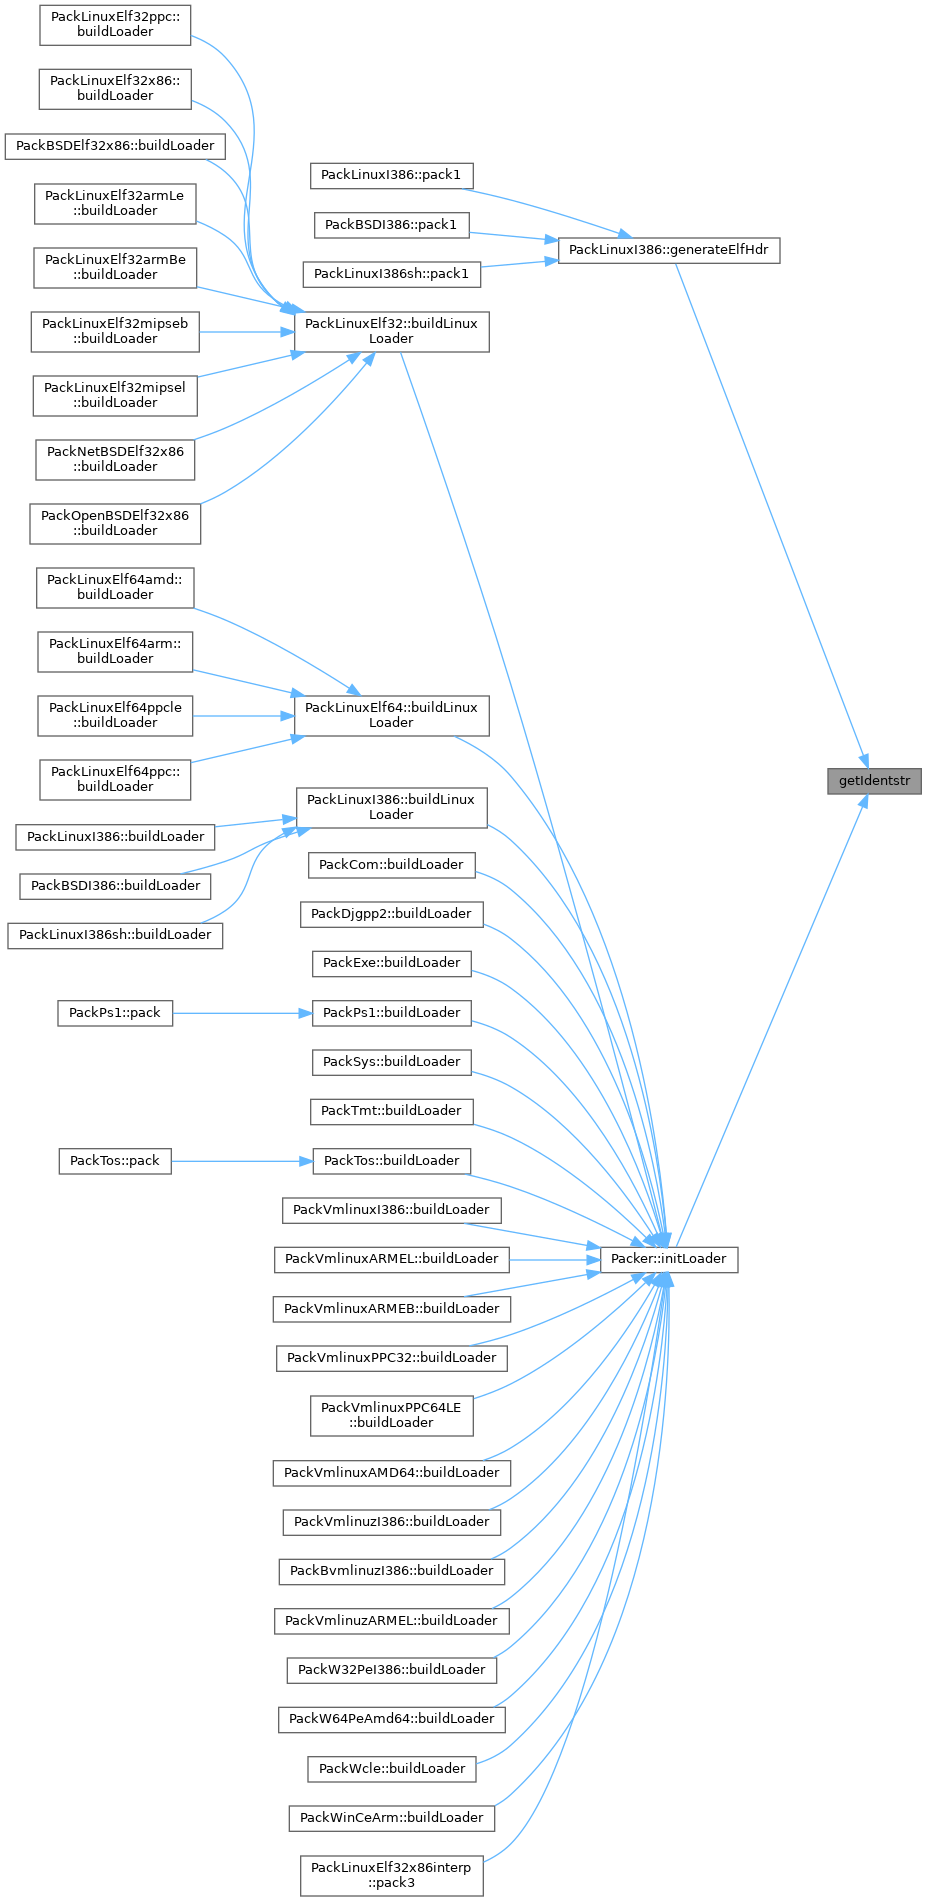 PackLinuxElf32ppc::
buildLoader
PackLinuxElf32x86::
buildLoader
PackBSDElf32x86::buildLoader
PackLinuxElf32armLe
::buildLoader
PackLinuxElf32armBe
::buildLoader
PackLinuxElf32mipseb
::buildLoader
PackLinuxElf32mipsel
::buildLoader
PackNetBSDElf32x86
::buildLoader
PackOpenBSDElf32x86
::buildLoader
PackLinuxElf64amd::
buildLoader
PackLinuxElf64arm::
buildLoader
PackLinuxElf64ppcle
::buildLoader
PackLinuxElf64ppc::
buildLoader
PackLinuxI386::buildLoader
PackBSDI386::buildLoader
PackLinuxI386sh::buildLoader
PackPs1::pack
PackTos::pack
PackLinuxI386::pack1
PackBSDI386::pack1
PackLinuxI386sh::pack1
PackLinuxElf32::buildLinux
Loader
PackLinuxElf64::buildLinux
Loader
PackLinuxI386::buildLinux
Loader
PackCom::buildLoader
PackDjgpp2::buildLoader
PackExe::buildLoader
PackPs1::buildLoader
PackSys::buildLoader
PackTmt::buildLoader
PackTos::buildLoader
PackVmlinuxI386::buildLoader
PackVmlinuxARMEL::buildLoader
PackVmlinuxARMEB::buildLoader
PackVmlinuxPPC32::buildLoader
PackVmlinuxPPC64LE
::buildLoader
PackVmlinuxAMD64::buildLoader
PackVmlinuzI386::buildLoader
PackBvmlinuzI386::buildLoader
PackVmlinuzARMEL::buildLoader
PackW32PeI386::buildLoader
PackW64PeAmd64::buildLoader
PackWcle::buildLoader
PackWinCeArm::buildLoader
PackLinuxElf32x86interp
::pack3
PackLinuxI386::generateElfHdr
Packer::initLoader
getIdentstr